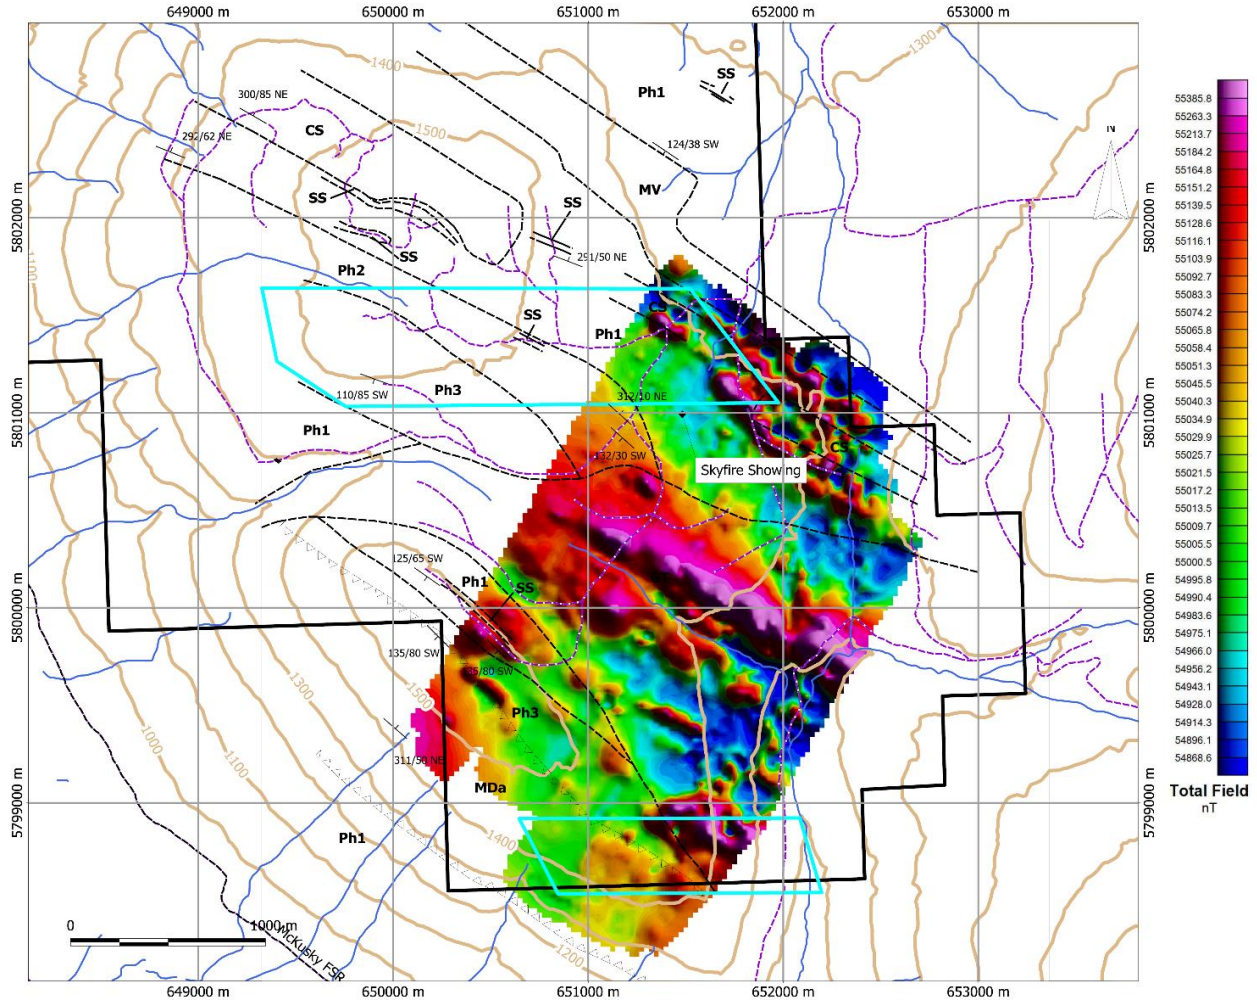 649000 m
650000 m
651000 m
652000 m
653000 m
1300
1400
SS
Ph1
300/85 NE
CS
1500
292/62 NE
124/38 SW
N
MV
SS
SS
5802000 m
5802000 m
SS
291/50 NE
Ph2
1100
SS
CS
Ph1
110/85 SW
Ph3
312/10 NE
5801000 m
5801000 m
Ph1
CS
132/30 SW
Skyfire Showing
125/65 SW
Ph1
SS
5800000 m
5800000 m
135/80 SW
135/80 SW
1300
1500
Ph3
1000
1100
311/50 NE
MDa
5799000 m
5799000 m
Ph1
1400
0
1000 m
McKusky FSR
1200
649000 m
650000 m
651000 m
652000 m
653000 m
55385.8
55263.3
55213.7
55184.2
55164.8
55151.2
55139.5
55128.6
55116.1
55103.9
55092.7
55083.3
55074.2
55065.8
55058.4
55051.3
55045.5
55040.3
55034.9
55029.9
55025.7
55021.5
55017.2
55013.5
55009.7
55005.5
55000.5
54995.8
54990.4
54983.6
54975.1
54966.0
54956.2
54943.1
54928.0
54914.3
54896.1
54868.6
Total Field
nT